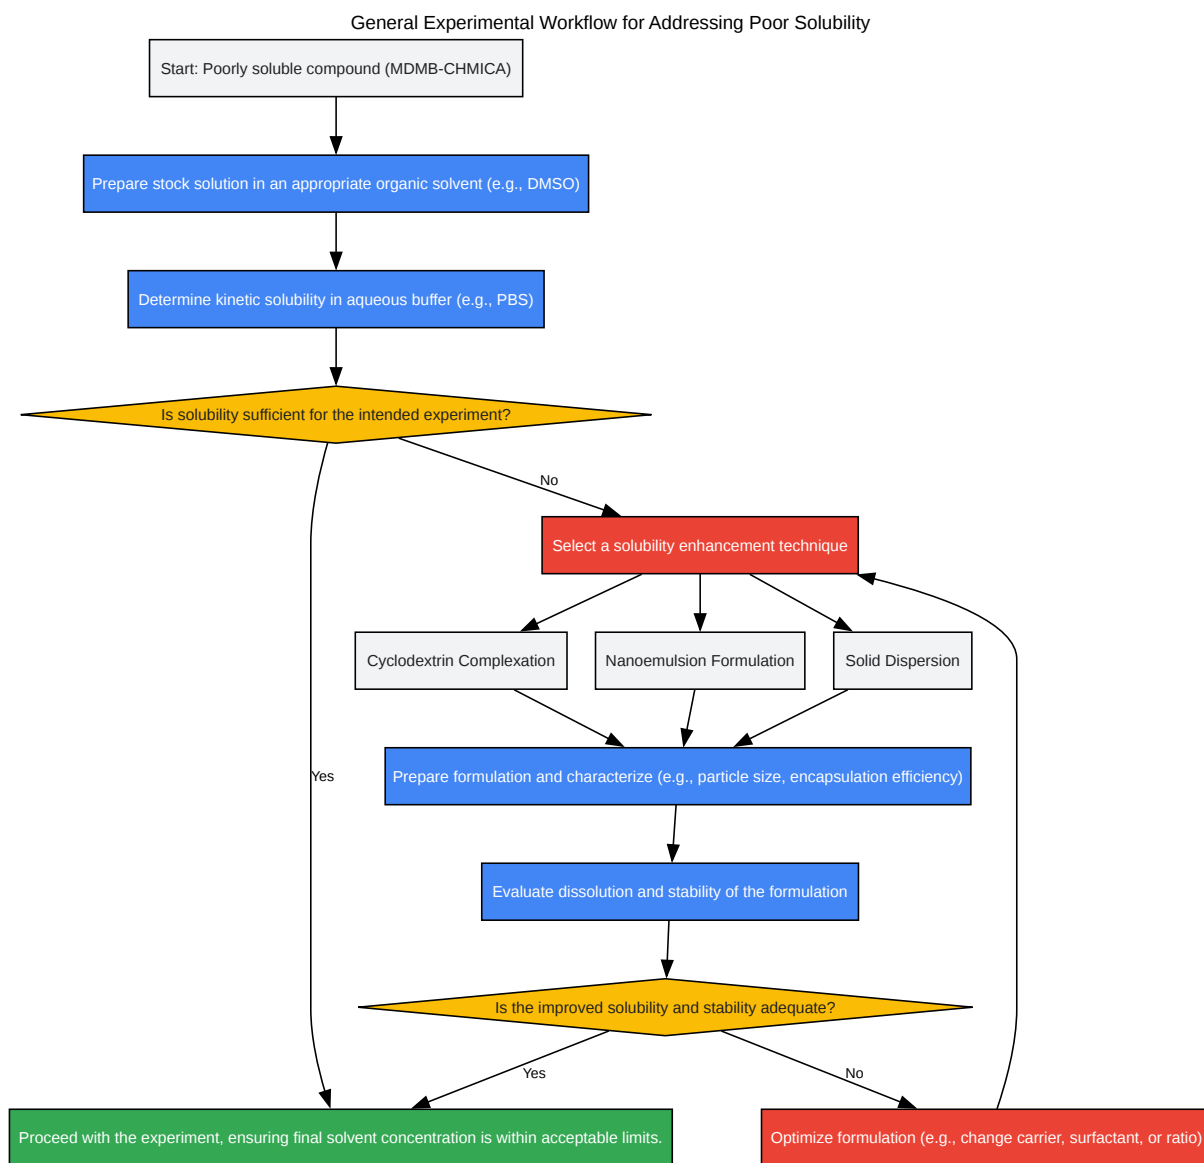 General Experimental Workflow for Addressing Poor Solubility
Start: Poorly soluble compound (MDMB-CHMICA)
Prepare stock solution in an appropriate organic solvent (e.g., DMSO)
Determine kinetic solubility in aqueous buffer (e.g., PBS)
Is solubility sufficient for the intended experiment?
No
Select a solubility enhancement technique
Cyclodextrin Complexation
Nanoemulsion Formulation
Solid Dispersion
Yes
Prepare formulation and characterize (e.g., particle size, encapsulation efficiency)
Evaluate dissolution and stability of the formulation
Is the improved solubility and stability adequate?
Yes
No
Proceed with the experiment, ensuring final solvent concentration is within acceptable limits.
Optimize formulation (e.g., change carrier, surfactant, or ratio)